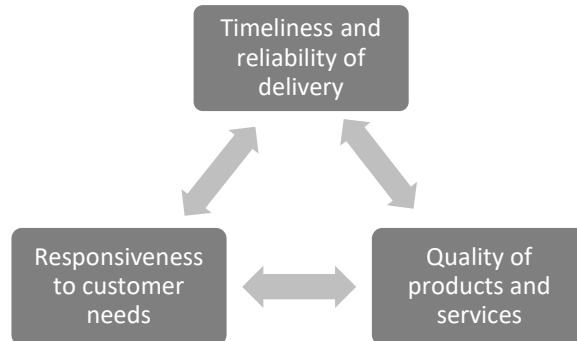 Timeliness and
reliability of
delivery
Responsiveness
to customer
needs
Quality of
products and
services